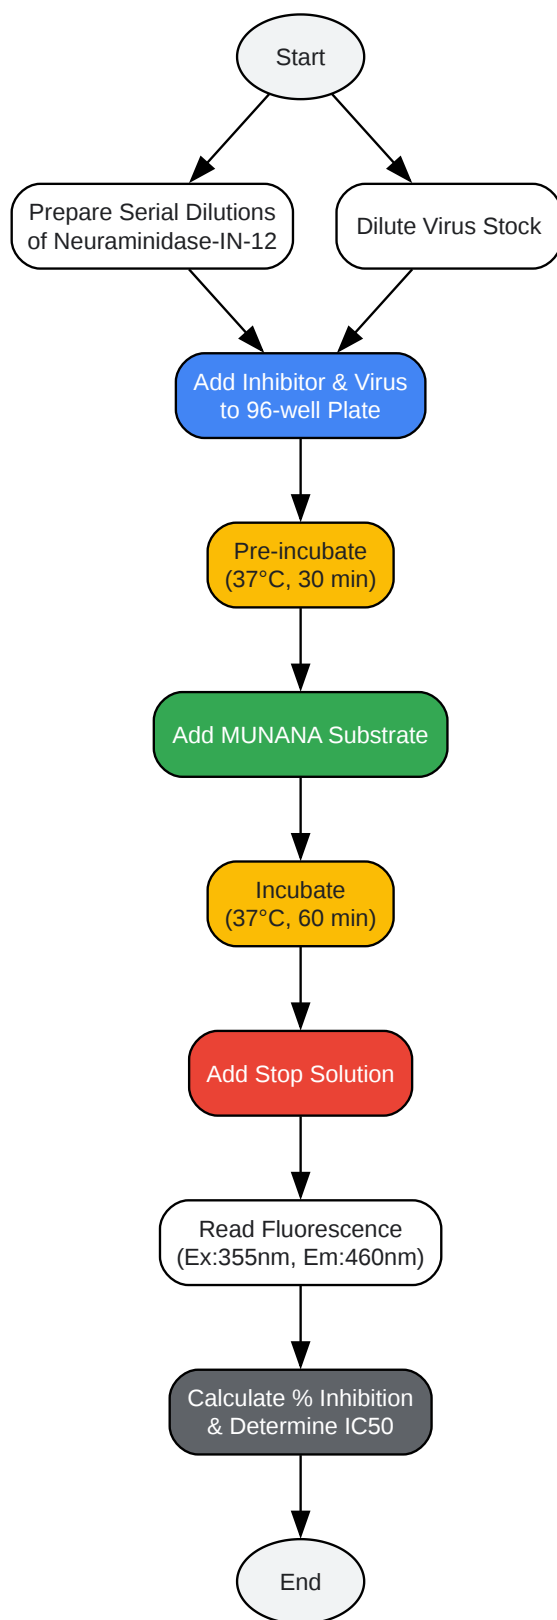 Start
Prepare Serial Dilutions
of Neuraminidase-IN-12
Dilute Virus Stock
Add Inhibitor & Virus
to 96-well Plate
Pre-incubate
(37°C, 30 min)
Add MUNANA Substrate
Incubate
(37°C, 60 min)
Add Stop Solution
Read Fluorescence
(Ex:355nm, Em:460nm)
Calculate % Inhibition
& Determine IC50
End